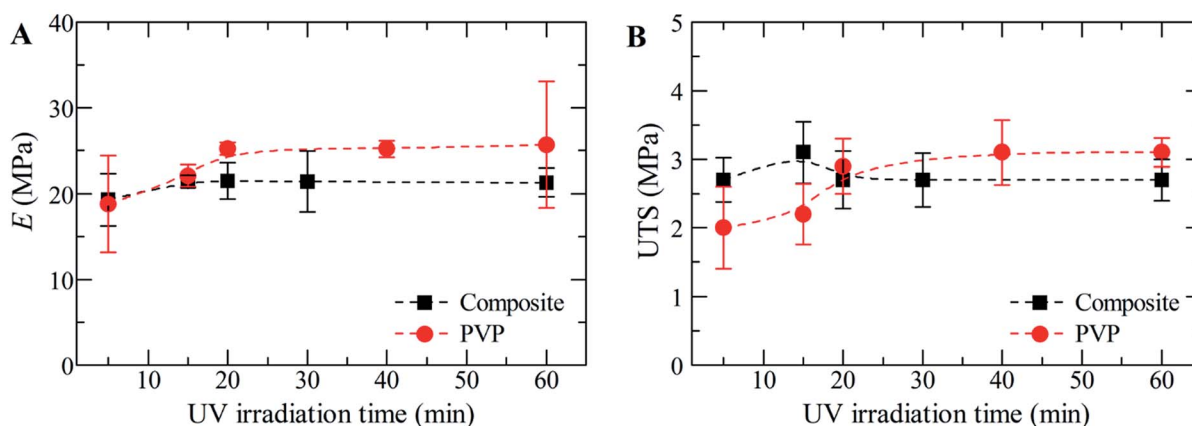 A
E (MPa)
40
30
20
10
0
Composite
PVP
10 20 30 40 50 60
UV irradiation time (min)
B
UTS (MPa)
5
4
3
2
1
0
Composite
PVP
10 20 30 40 50 60
UV irradiation time (min)